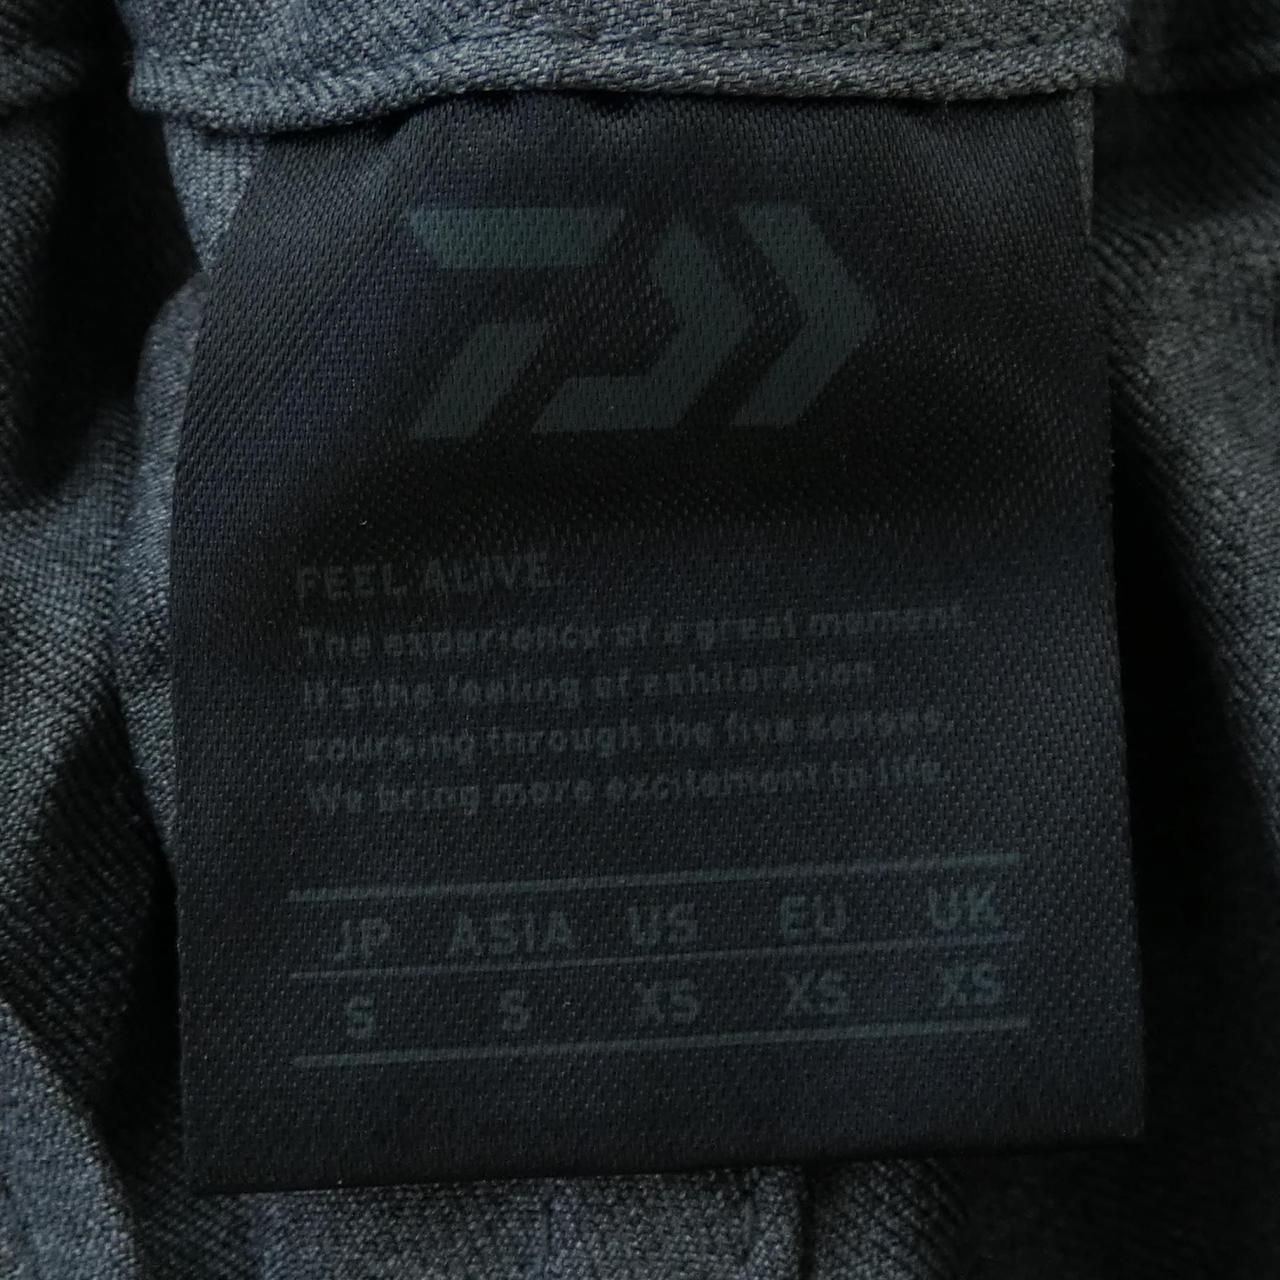 FEEL ALIVE.
The experience of a great moment.
It's the feeling of exhilaration
coursing through the five senses.
We bring more excitement to life.
JP ASIA US EU UK
S S XS XS XS